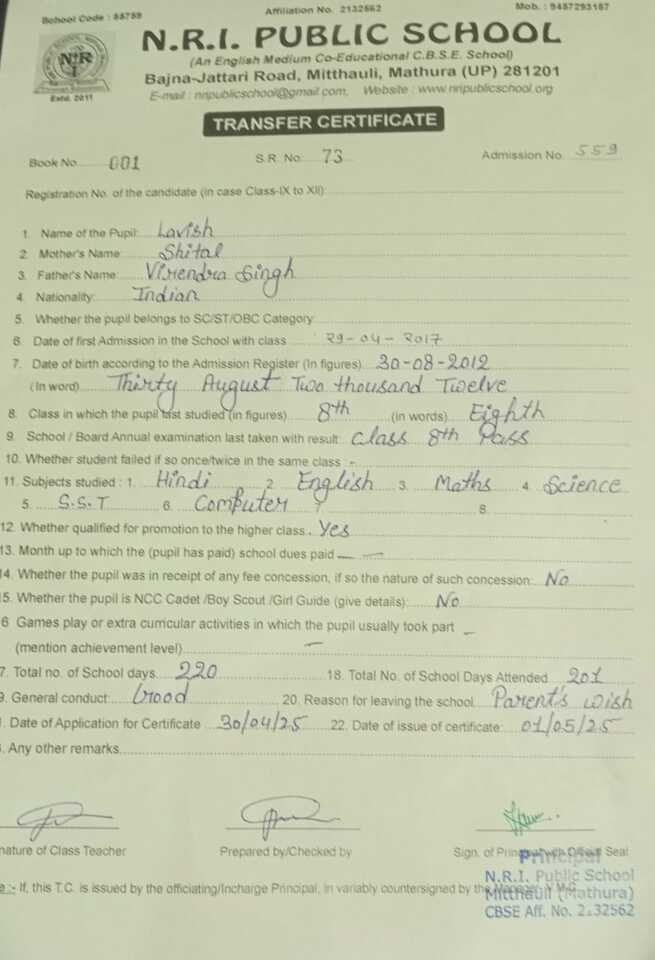 School Code : 55759
Affiliation No. 2132562
Mob. : 9457293187
N.R.I. PUBLIC SCHOOL
(An English Medium Co-Educational C.B.S.E. School)
Bajna-Jattari Road, Mitthauli, Mathura (UP) 281201
E-mail : nripublicschool@gmail.com, Website : www.nripublicschool.org
NRI
Estd. 2011
TRANSFER CERTIFICATE
Book No. 001 S.R. No. 73 Admission No. 559
Registration No. of the candidate (in case Class-IX to XII)
1. Name of the Pupil: Lavish
2. Mother's Name: Shital
3. Father's Name: Virendra Singh
4. Nationality: Indian
5. Whether the pupil belongs to SC/ST/OBC Category
6. Date of first Admission in the School with class 29-04-2017
7. Date of birth according to the Admission Register (In figures) 30-08-2012
(In word) Thirty August Two thousand Twelve
8. Class in which the pupil last studied (in figures) 8th (in words) Eighth
9. School / Board Annual examination last taken with result: Class 8th Pass
10. Whether student failed if so once/twice in the same class : -
11. Subjects studied : 1. Hindi 2. English 3. Maths 4. Science
5. S.S.T 6. Computer 7. 8.
12. Whether qualified for promotion to the higher class. Yes
13. Month up to which the (pupil has paid) school dues paid — —
14. Whether the pupil was in receipt of any fee concession, if so the nature of such concession: No
5. Whether the pupil is NCC Cadet /Boy Scout /Girl Guide (give details): No
6 Games play or extra curricular activities in which the pupil usually took part —
(mention achievement level) —
7. Total no. of School days 220 18. Total No. of School Days Attended 201
9. General conduct: Good 20. Reason for leaving the school Parent's wish
. Date of Application for Certificate 30/04/25 22. Date of issue of certificate: 01/05/25
. Any other remarks
nature of Class Teacher Prepared by/Checked by Sign. of Principal with Official Seal
Principal
e :- If, this T.C. is issued by the officiating/Incharge Principal, in variably countersigned by the Manager
N.R.I. Public School
Mitthauli (Mathura)
CBSE Aff. No. 2132562